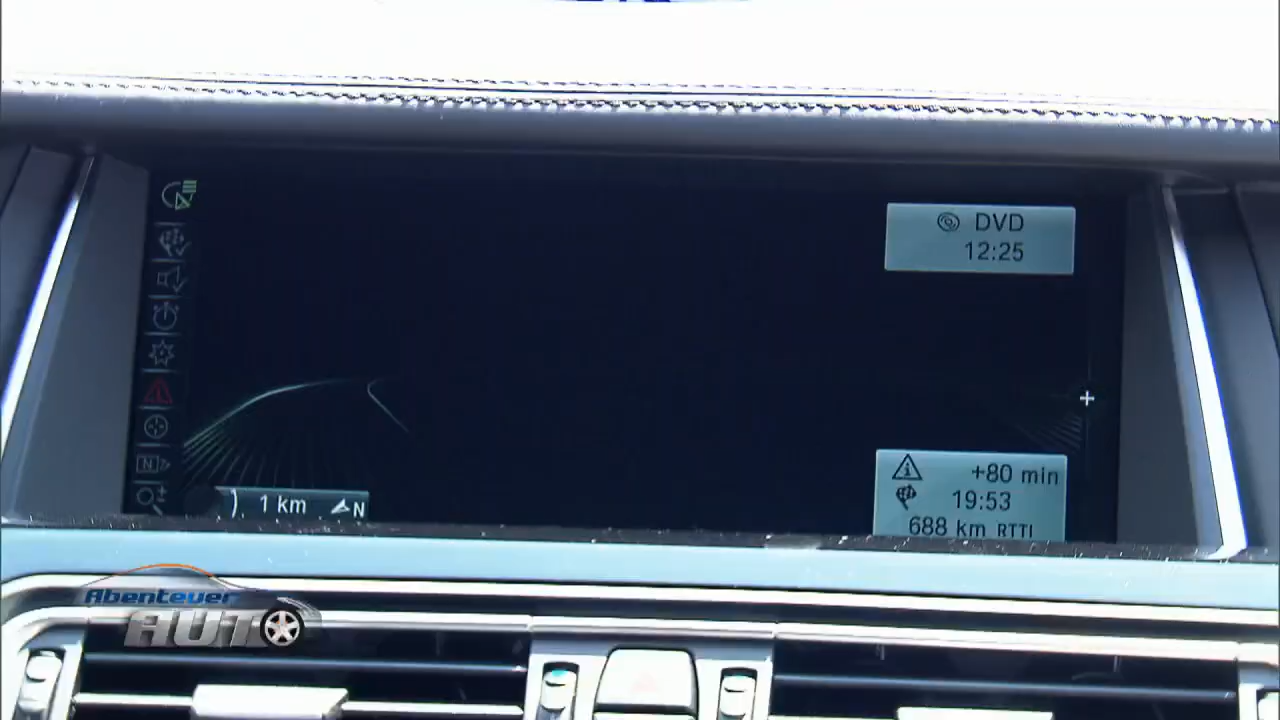 DVD
12:25
N
+80 min
19:53
688 km RTTI
1 km N
Abenteuer
AUTO